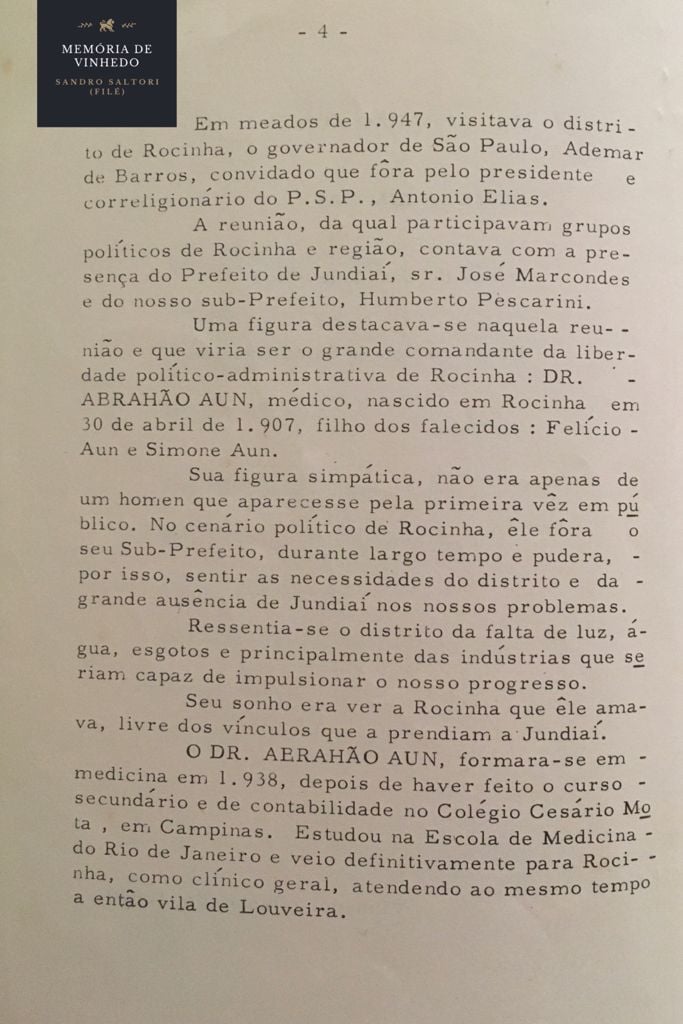 MEMÓRIA DE
VINHEDO
SANDRO SALTORI
(FILÉ)
- 4 -
Em meados de 1.947, visitava o distri-
to de Rocinha, o governador de São Paulo, Ademar
de Barros, convidado que fôra pelo presidente e
correligionário do P.S.P., Antonio Elias.
A reunião, da qual participavam grupos
políticos de Rocinha e região, contava com a pre-
sença do Prefeito de Jundiaí, sr. José Marcondes
e do nosso sub-Prefeito, Humberto Pescarini.
Uma figura destacava-se naquela reu- -
nião e que viria ser o grande comandante da liber-
dade político-administrativa de Rocinha : DR. -
ABRAHÃO AUN, médico, nascido em Rocinha em
30 de abril de 1.907, filho dos falecidos : Felício -
Aun e Simone Aun.
Sua figura simpática, não era apenas de
um homen que aparecesse pela primeira vêz em pú
blico. No cenário político de Rocinha, êle fôra o
seu Sub-Prefeito, durante largo tempo e pudera, -
por isso, sentir as necessidades do distrito e da -
grande ausência de Jundiaí nos nossos problemas.
Ressentia-se o distrito da falta de luz, á-
gua, esgotos e principalmente das indústrias que se
riam capaz de impulsionar o nosso progresso.
Seu sonho era ver a Rocinha que êle ama-
va, livre dos vínculos que a prendiam a Jundiaí.
O DR. ABRAHÃO AUN, formara-se em -
medicina em 1.938, depois de haver feito o curso -
secundário e de contabilidade no Colégio Cesário Mo
ta , em Campinas. Estudou na Escola de Medicina -
do Rio de Janeiro e veio definitivamente para Roci- -
nha, como clínico geral, atendendo ao mesmo tempo
a então vila de Louveira.